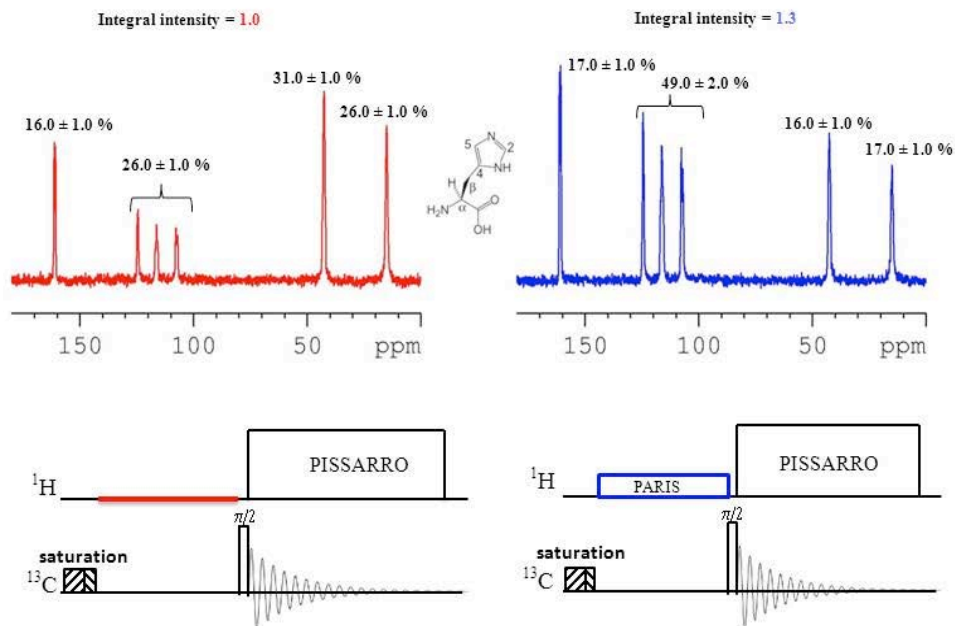 Integral intensity = 1.0
31.0 ± 1.0 %
26.0 ± 1.0 %
16.0 ± 1.0 %
26.0 ± 1.0 %
150
100
50
ppm
N
5
2
NH
4
H
β
O
H₂N
α
OH
Integral intensity = 1.3
17.0 ± 1.0 %
49.0 ± 2.0 %
16.0 ± 1.0 %
17.0 ± 1.0 %
150
100
50
ppm
PISSARRO
¹H
π/2
saturation
¹³C
PISSARRO
¹H
PARIS
π/2
saturation
¹³C